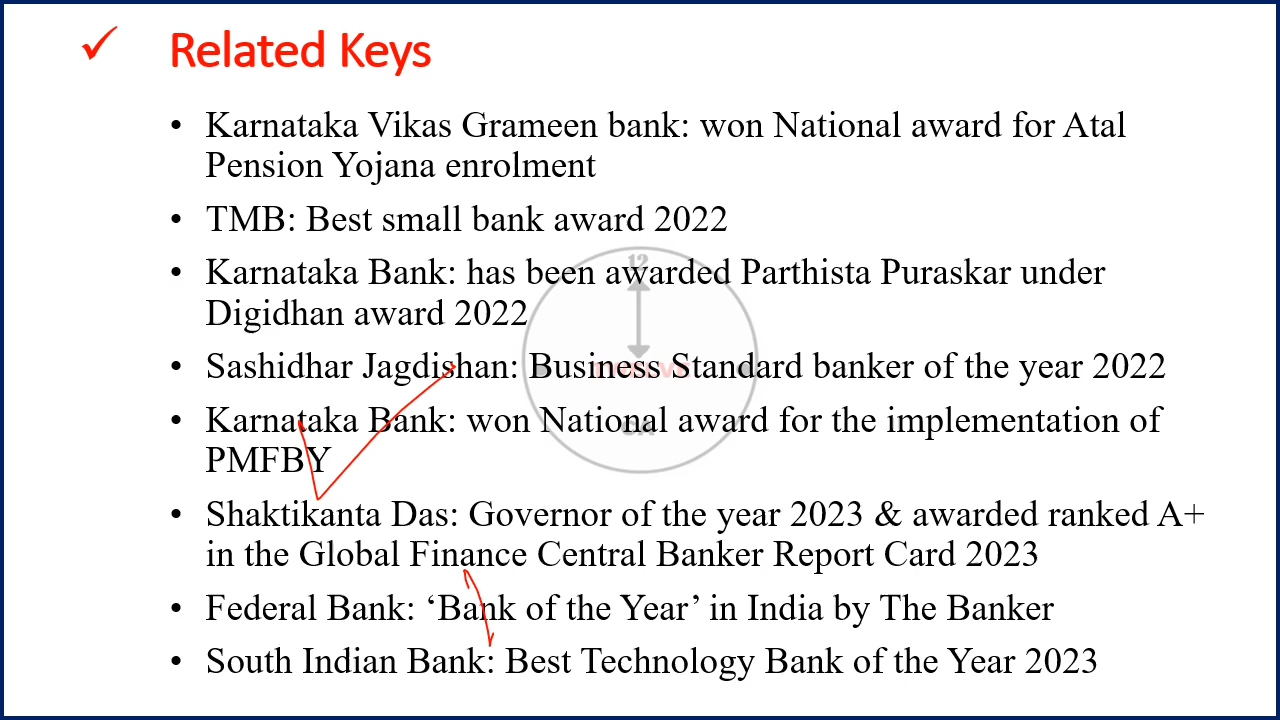 ✓ Related Keys
• Karnataka Vikas Grameen bank: won National award for Atal
Pension Yojana enrolment
• TMB: Best small bank award 2022
• Karnataka Bank: has been awarded Parthista Puraskar under
Digidhan award 2022
• Sashidhar Jagdishan: Business Standard banker of the year 2022
• Karnataka Bank: won National award for the implementation of
PMFBY
• Shaktikanta Das: Governor of the year 2023 & awarded ranked A+
in the Global Finance Central Banker Report Card 2023
• Federal Bank: ‘Bank of the Year’ in India by The Banker
• South Indian Bank: Best Technology Bank of the Year 2023
12